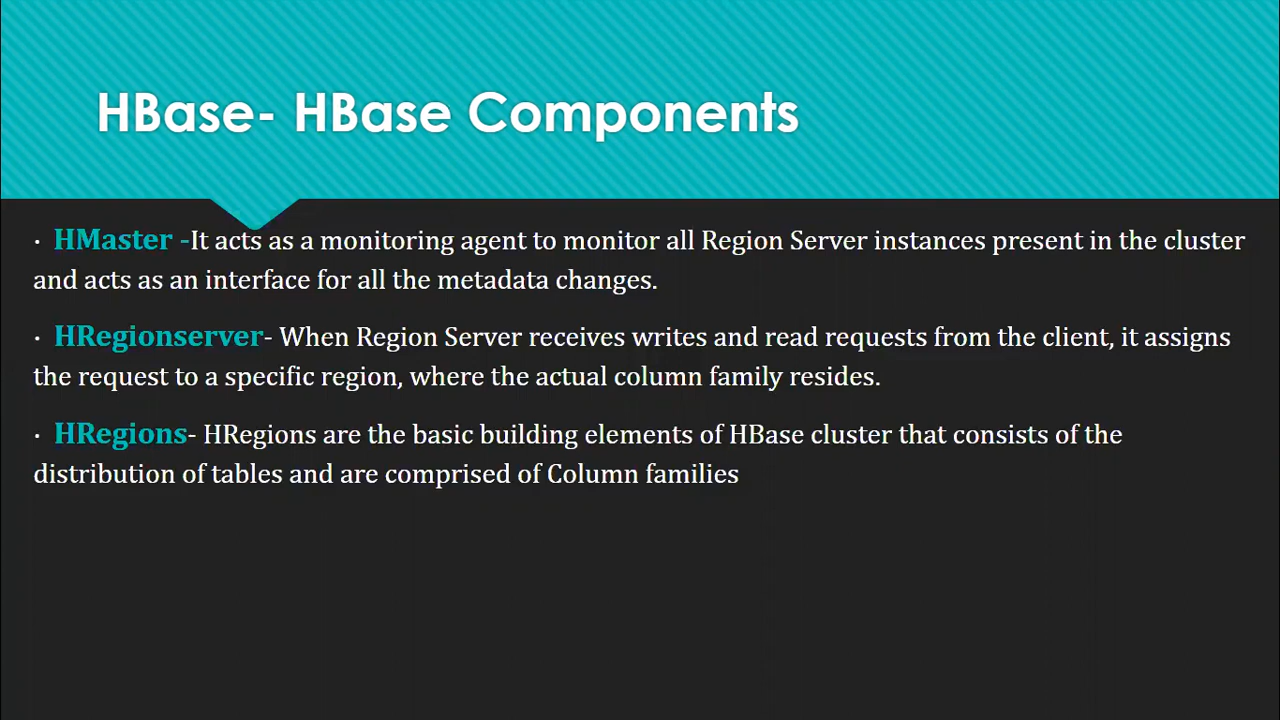 HBase- HBase Components
· HMaster -It acts as a monitoring agent to monitor all Region Server instances present in the cluster
and acts as an interface for all the metadata changes.
· HRegionserver- When Region Server receives writes and read requests from the client, it assigns
the request to a specific region, where the actual column family resides.
· HRegions- HRegions are the basic building elements of HBase cluster that consists of the
distribution of tables and are comprised of Column families